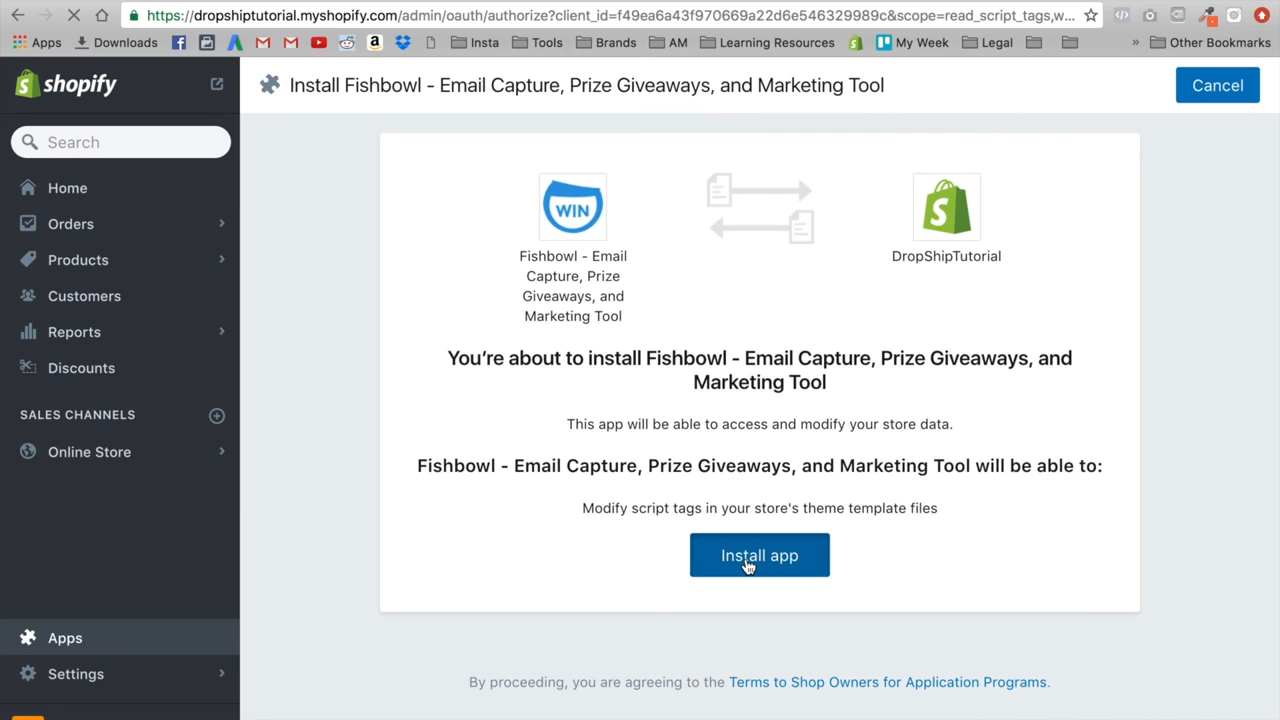 https://dropshiptutorial.myshopify.com/admin/oauth/authorize?client_id=f49ea6a43f970669a22d6e546329989c&scope=read_script_tags,w...
Apps Downloads Insta Tools Brands AM Learning Resources My Week Legal » Other Bookmarks
shopify
Install Fishbowl - Email Capture, Prize Giveaways, and Marketing Tool
Cancel
Search
Home
Orders
Products
Customers
Reports
Discounts
SALES CHANNELS
Online Store
Apps
Settings
WIN
Fishbowl - Email
Capture, Prize
Giveaways, and
Marketing Tool
DropShipTutorial
You're about to install Fishbowl - Email Capture, Prize Giveaways, and
Marketing Tool
This app will be able to access and modify your store data.
Fishbowl - Email Capture, Prize Giveaways, and Marketing Tool will be able to:
Modify script tags in your store's theme template files
Install app
By proceeding, you are agreeing to the Terms to Shop Owners for Application Programs.